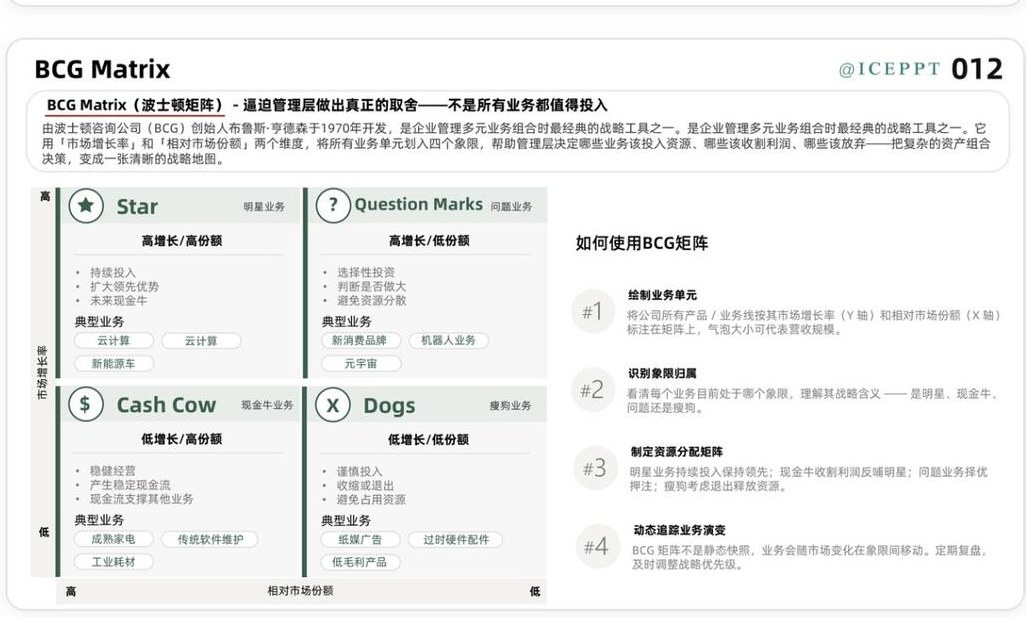 BCG Matrix
@ICEPPT 012
BCG Matrix（波士顿矩阵） - 逼迫管理层做出真正的取舍——不是所有业务都值得投入
由波士顿咨询公司（BCG）创始人布鲁斯·亨德森于1970年开发，是企业管理多元业务组合时最经典的战略工具之一。是企业管理多元业务组合时最经典的战略工具之一。它
用「市场增长率」和「相对市场份额」两个维度，将所有业务单元划入四个象限，帮助管理层决定哪些业务该投入资源、哪些该收割利润、哪些该放弃——把复杂的资产组合
决策，变成一张清晰的战略地图。
高
市场增长率
低
Star
明星业务
高增长/高份额
• 持续投入
• 扩大领先优势
• 未来现金牛
典型业务
云计算 云计算
新能源车
? Question Marks 问题业务
高增长/低份额
• 选择性投资
• 判断是否做大
• 避免资源分散
典型业务
新消费品牌 机器人业务
元宇宙
$ Cash Cow 现金牛业务
低增长/高份额
• 稳健经营
• 产生稳定现金流
• 现金流支撑其他业务
典型业务
成熟家电 传统软件维护
工业耗材
X Dogs 瘦狗业务
低增长/低份额
• 谨慎投入
• 收缩或退出
• 避免占用资源
典型业务
纸媒广告 过时硬件配件
低毛利产品
高 相对市场份额 低
如何使用BCG矩阵
#1
绘制业务单元
将公司所有产品 / 业务线按其市场增长率（Y 轴）和相对市场份额（X 轴）
标注在矩阵上，气泡大小可代表营收规模。
#2
识别象限归属
看清每个业务目前处于哪个象限，理解其战略含义 —— 是明星、现金牛、
问题还是瘦狗。
#3
制定资源分配矩阵
明星业务持续投入保持领先；现金牛收割利润反哺明星；问题业务择优
押注；瘦狗考虑退出释放资源。
#4
动态追踪业务演变
BCG 矩阵不是静态快照，业务会随市场变化在象限间移动。定期复盘，
及时调整战略优先级。